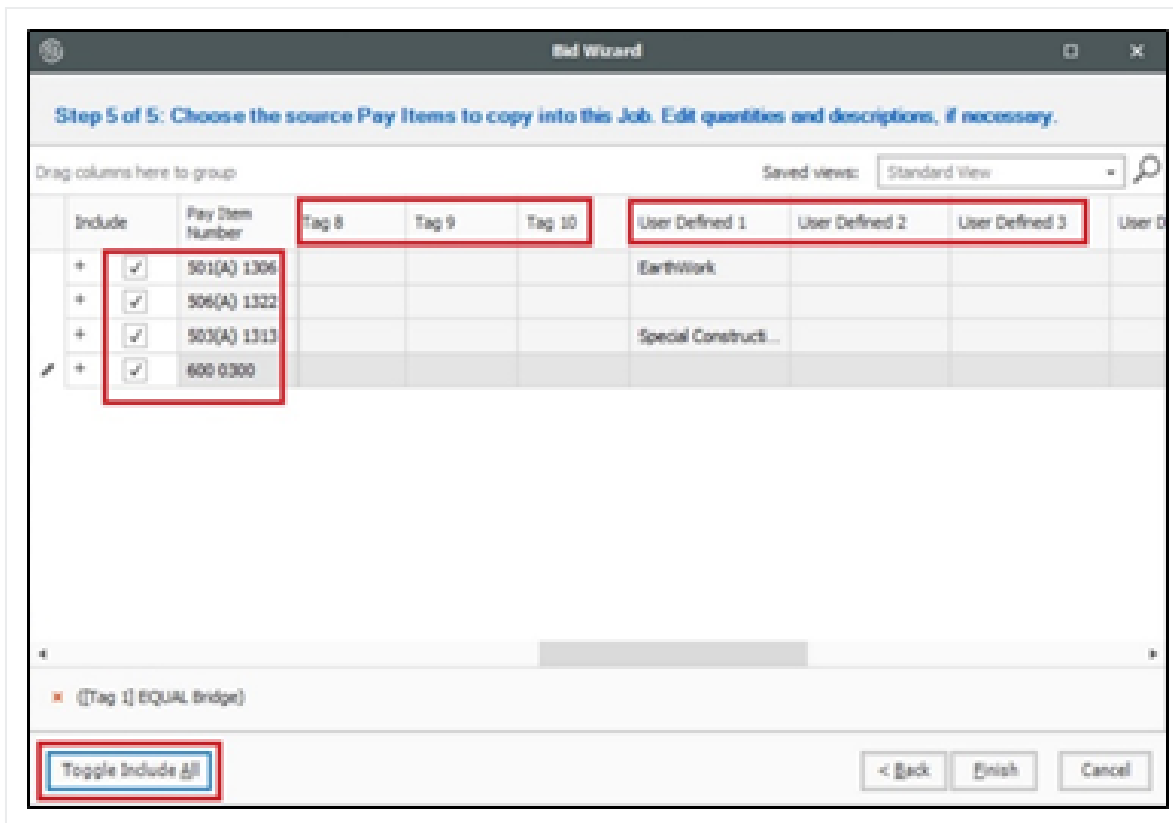 Bid Wizard
Step 5 of 5: Choose the source Pay Items to copy into this Job. Edit quantities and descriptions, if necessary.
Drag columns here to group
Saved views: Standard View
Include Pay Item Number Tag 8 Tag 9 Tag 10 User Defined 1 User Defined 2 User Defined 3 User D
+ 501(A) 1306 EarthWork
+ 506(A) 1322
+ 503(A) 1313 Special Constructi...
+ 600 0300
([Tag 1] EQUAL Bridge)
Toggle Include All < Back Finish Cancel